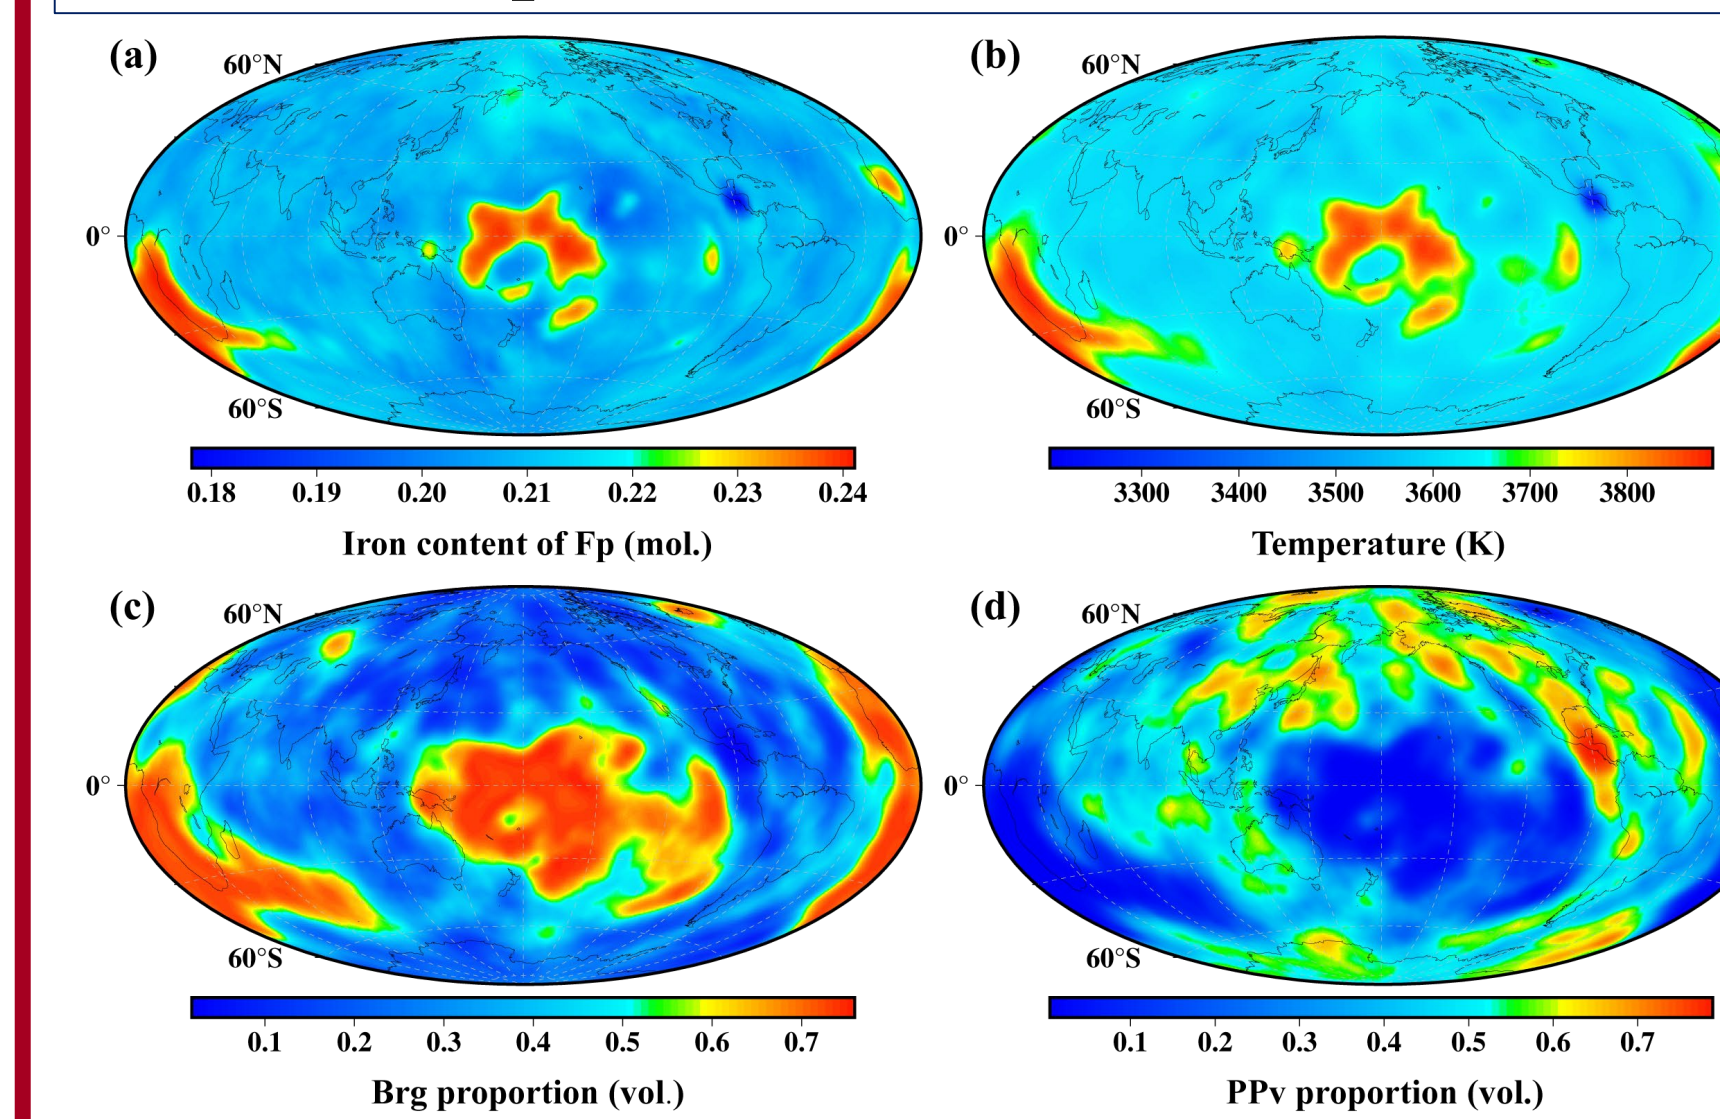 (a)
60°N
0°
60°S
0.18 0.19 0.20 0.21 0.22 0.23 0.24
Iron content of Fp (mol.)
(b)
60°N
0°
60°S
3300 3400 3500 3600 3700 3800
Temperature (K)
(c)
60°N
0°
60°S
0.1 0.2 0.3 0.4 0.5 0.6 0.7
Brg proportion (vol.)
(d)
60°N
0°
60°S
0.1 0.2 0.3 0.4 0.5 0.6 0.7
PPv proportion (vol.)